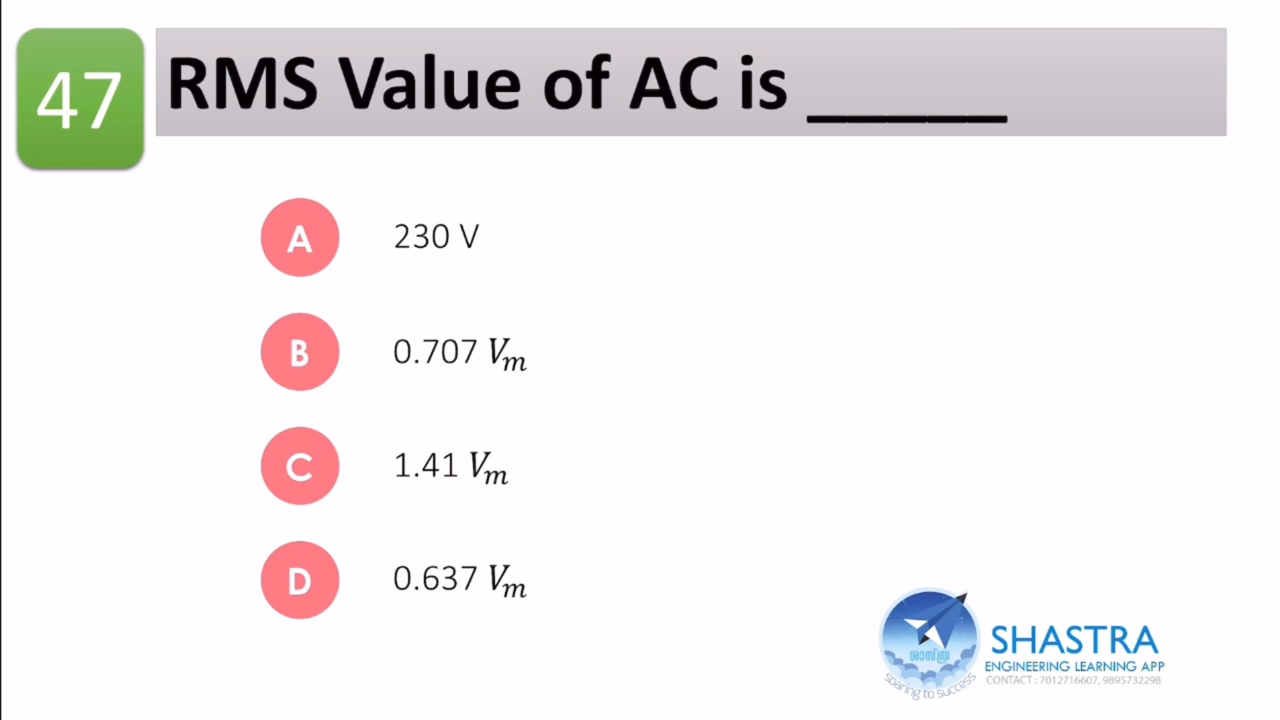 47
RMS Value of AC is ______
A 230 V
B 0.707 Vm
C 1.41 Vm
D 0.637 Vm
ശാസ്ത്ര
soaring to success
SHASTRA
ENGINEERING LEARNING APP
CONTACT : 7012716607, 9895732298